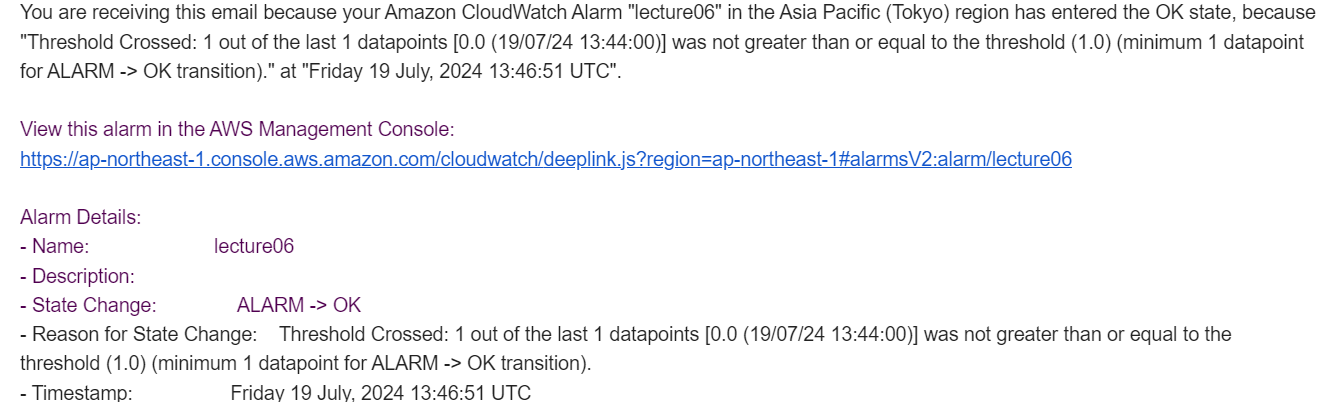 You are receiving this email because your Amazon CloudWatch Alarm "lecture06" in the Asia Pacific (Tokyo) region has entered the OK state, because
"Threshold Crossed: 1 out of the last 1 datapoints [0.0 (19/07/24 13:44:00)] was not greater than or equal to the threshold (1.0) (minimum 1 datapoint
for ALARM -> OK transition)." at "Friday 19 July, 2024 13:46:51 UTC".
View this alarm in the AWS Management Console:
https://ap-northeast-1.console.aws.amazon.com/cloudwatch/deeplink.js?region=ap-northeast-1#alarmsV2:alarm/lecture06
Alarm Details:
- Name: lecture06
- Description:
- State Change: ALARM -> OK
- Reason for State Change: Threshold Crossed: 1 out of the last 1 datapoints [0.0 (19/07/24 13:44:00)] was not greater than or equal to the
threshold (1.0) (minimum 1 datapoint for ALARM -> OK transition).
- Timestamp: Friday 19 July, 2024 13:46:51 UTC